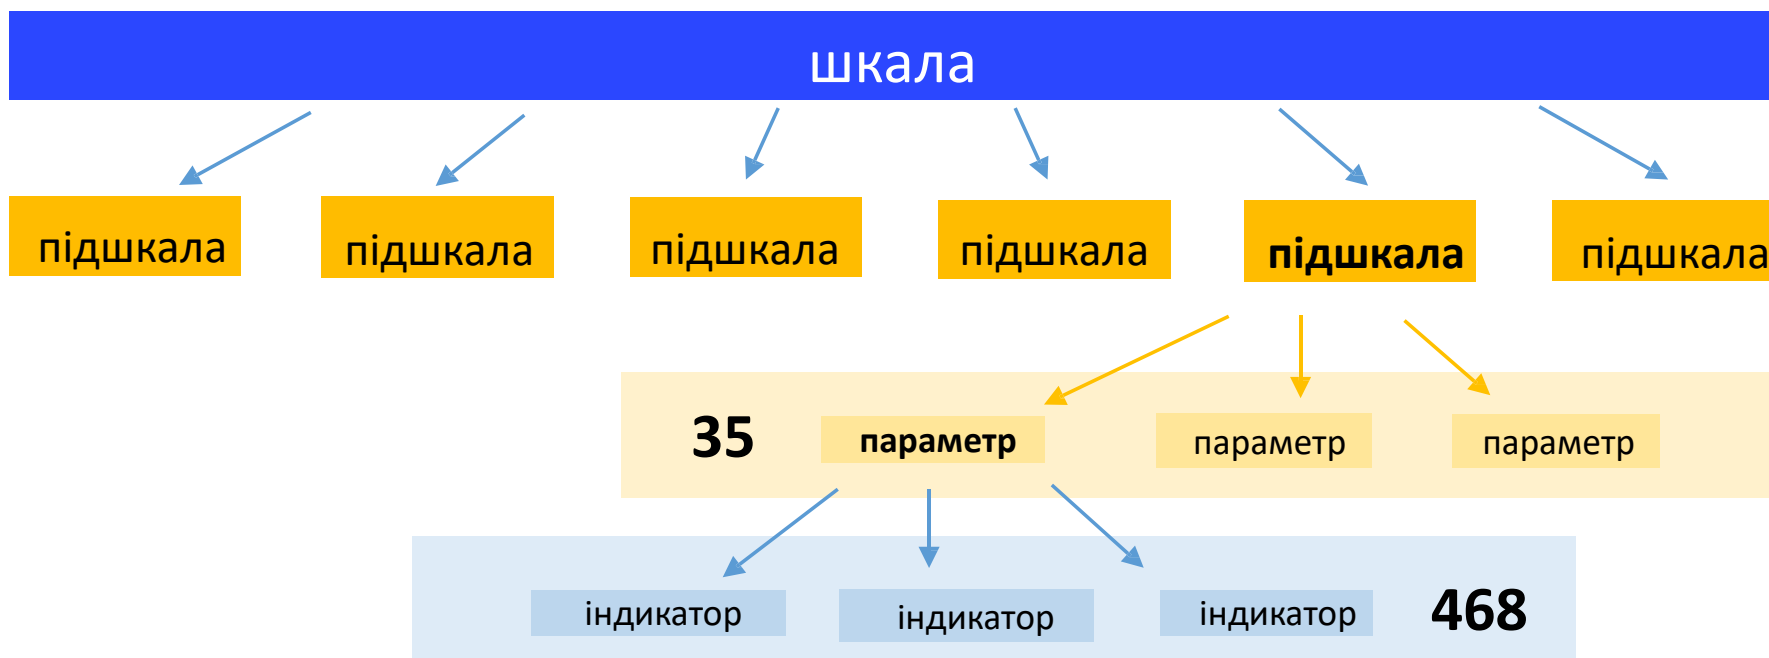 шкала
підшкала
підшкала
підшкала
підшкала
підшкала
підшкала
35
параметр
параметр
параметр
індикатор
індикатор
індикатор
468